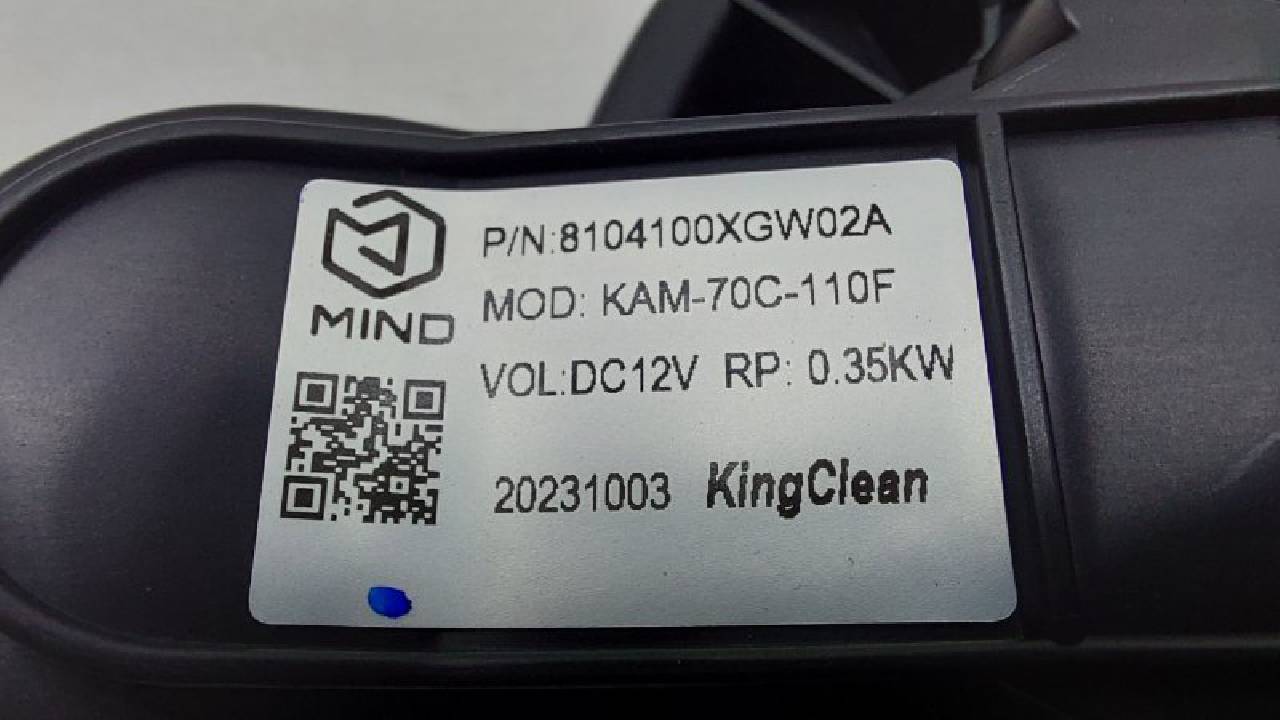 P/N:8104100XGW02A
MOD: KAM-70C-110F
MIND
VOL:DC12V RP: 0.35KW
20231003 KingClean